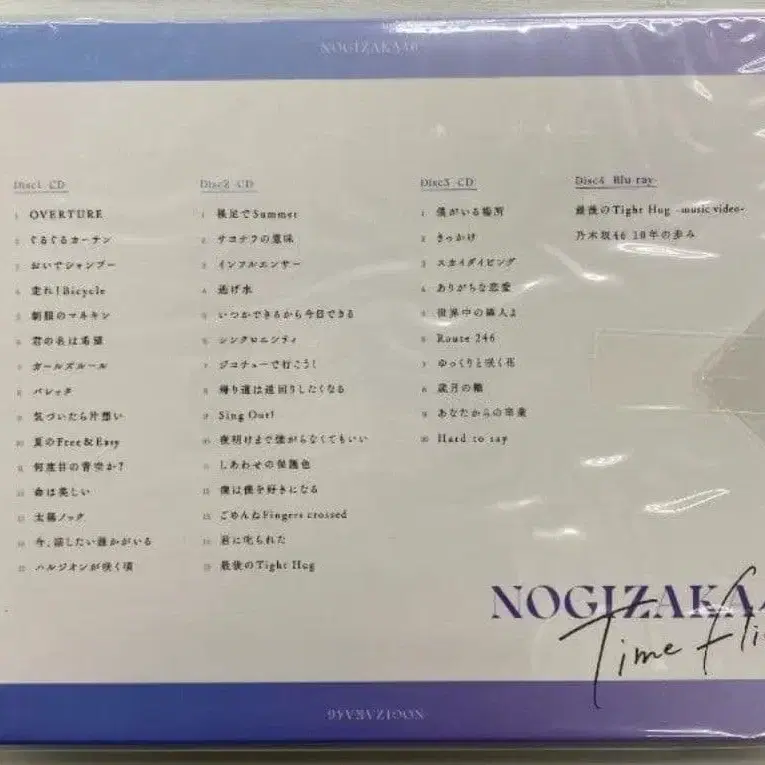 NOGIZAKA46
Disc1 -CD-
1 OVERTURE
2 ぐるぐるカーテン
3 おいでシャンプー
4 走れ!Bicycle
5 制服のマネキン
6 君の名は希望
7 ガールズルール
8 バレッタ
9 気づいたら片想い
10 夏のFree&Easy
11 何度目の青空か?
12 命は美しい
13 太陽ノック
14 今、話したい誰かがいる
15 ハルジオンが咲く頃
Disc2 -CD-
1 裸足でSummer
2 サヨナラの意味
3 インフルエンサー
4 逃げ水
5 いつかできるから今日できる
6 シンクロニシティ
7 ジコチューで行こう!
8 帰り道は遠回りしたくなる
9 Sing Out!
10 夜明けまで強がらなくてもいい
11 しあわせの保護色
12 僕は僕を好きになる
13 ごめんねFingers crossed
14 君に叱られた
15 最後のTight Hug
Disc3 -CD-
1 僕がいる場所
2 きっかけ
3 スカイダイビング
4 ありがちな恋愛
5 世界中の隣人よ
6 Route 246
7 ゆっくりと咲く花
8 歳月の轍
9 あなたからの卒業
10 Hard to say
Disc4 -Blu-ray-
最後のTight Hug -music video-
乃木坂46 10年の歩み
NOGIZAKA4
Time fli
NOGIZAKA46